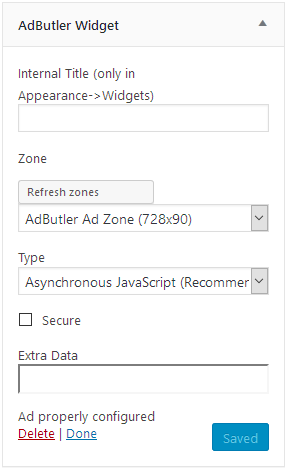 AdButler Widget
Internal Title (only in
Appearance->Widgets)
Zone
Refresh zones
AdButler Ad Zone (728x90)
Type
Asynchronous JavaScript (Recommer
Secure
Extra Data
Ad properly configured
Delete | Done
Saved